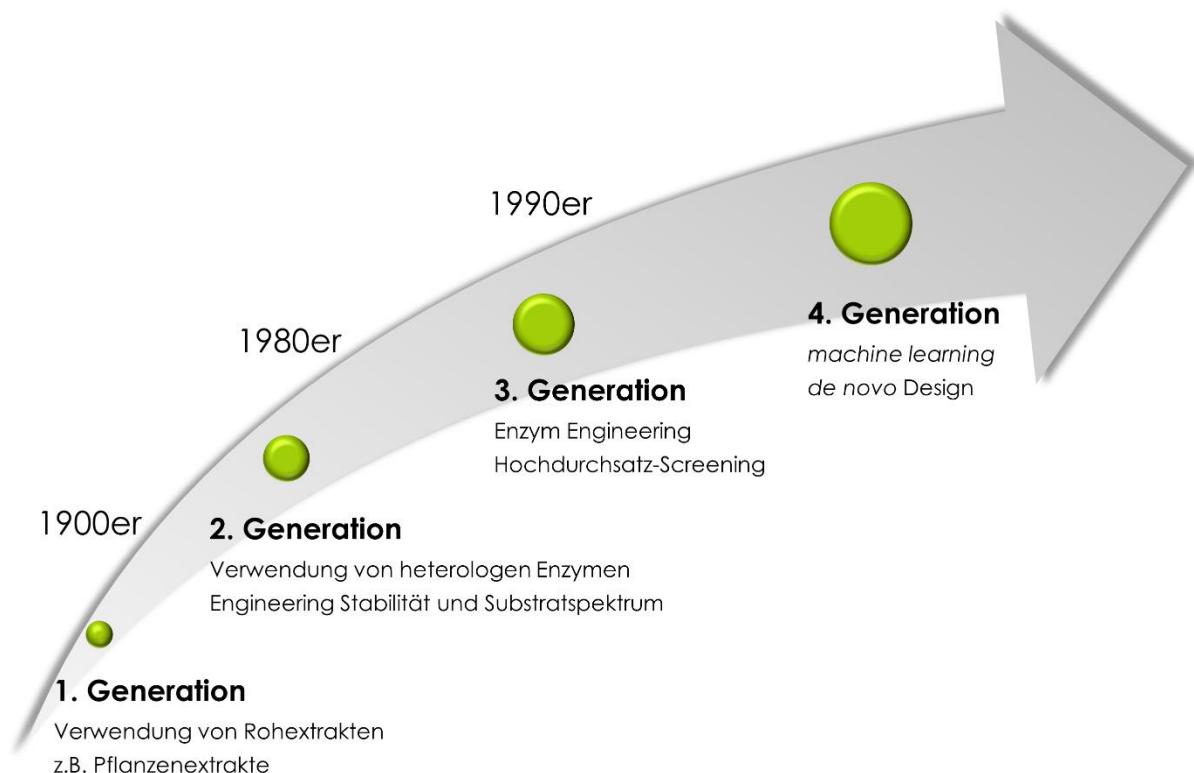 1900er
1. Generation
Verwendung von Rohextrakten
z.B. Pflanzenextrakte
1980er
2. Generation
Verwendung von heterologen Enzymen
Engineering Stabilität und Substratspektrum
1990er
3. Generation
Enzym Engineering
Hochdurchsatz-Screening
4. Generation
machine learning
de novo Design